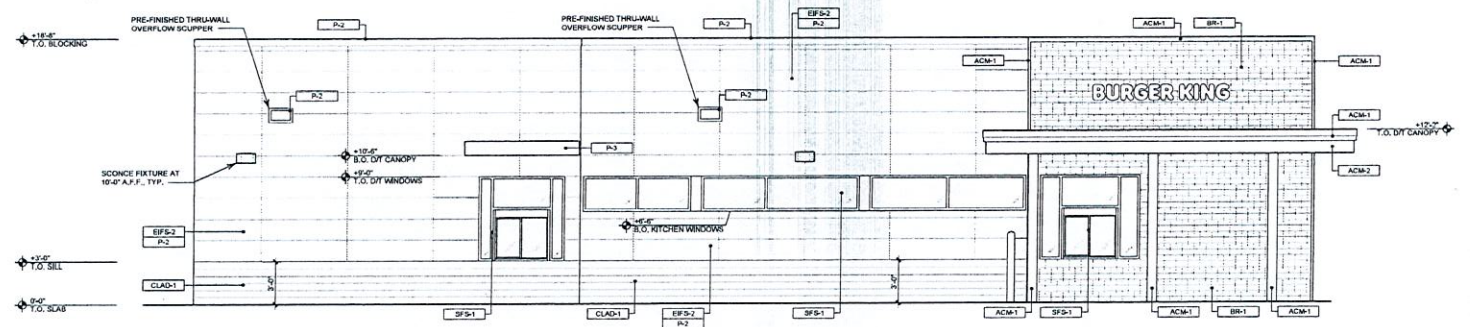 PRE-FINISHED THRU-WALL
OVERFLOW SCUPPER
P-2
PRE-FINISHED THRU-WALL
OVERFLOW SCUPPER
P-2
EIFS-2
P-2
ACM-1
BR-1
+18'-6"
T.O. BLOCKING
ACM-1
ACM-1
P-2
P-2
BURGER KING
ACM-1
+12'-2"
T.O. D/T CANOPY
P-3
+10'-6"
B.O. D/T CANOPY
ACM-2
SCONCE FIXTURE AT
10'-0" A.F.F., TYP.
+9'-0"
T.O. D/T WINDOWS
+6'-6"
B.O. KITCHEN WINDOWS
EIFS-2
P-2
+3'-0"
T.O. SILL
CLAD-1
3'-0"
3'-0"
0'-0"
T.O. SLAB
SFS-1
CLAD-1
EIFS-2
P-2
SFS-1
ACM-1
SFS-1
ACM-1
BR-1
ACM-1